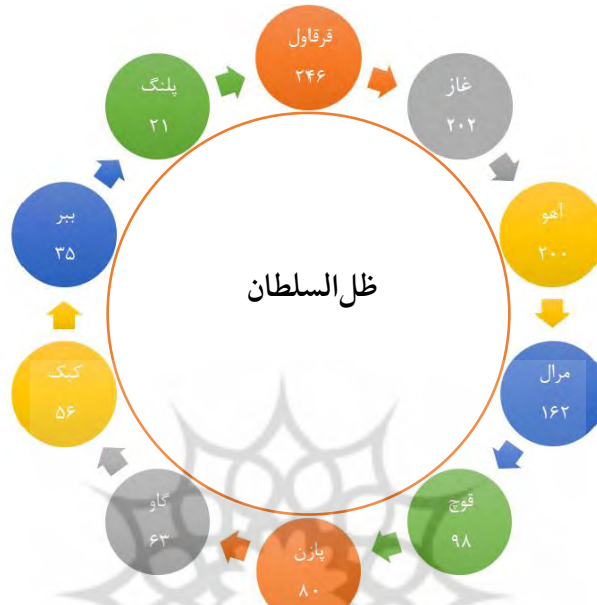 قرقاول
۲۴۶
غاز
۲۰۲
آهو
۲۰۰
مرال
۱۶۲
قوچ
۹۸
پازن
۸۰
گاو
۶۳
کبک
۵۶
ببر
۳۵
پلنگ
۲۱
ظل‌السلطان